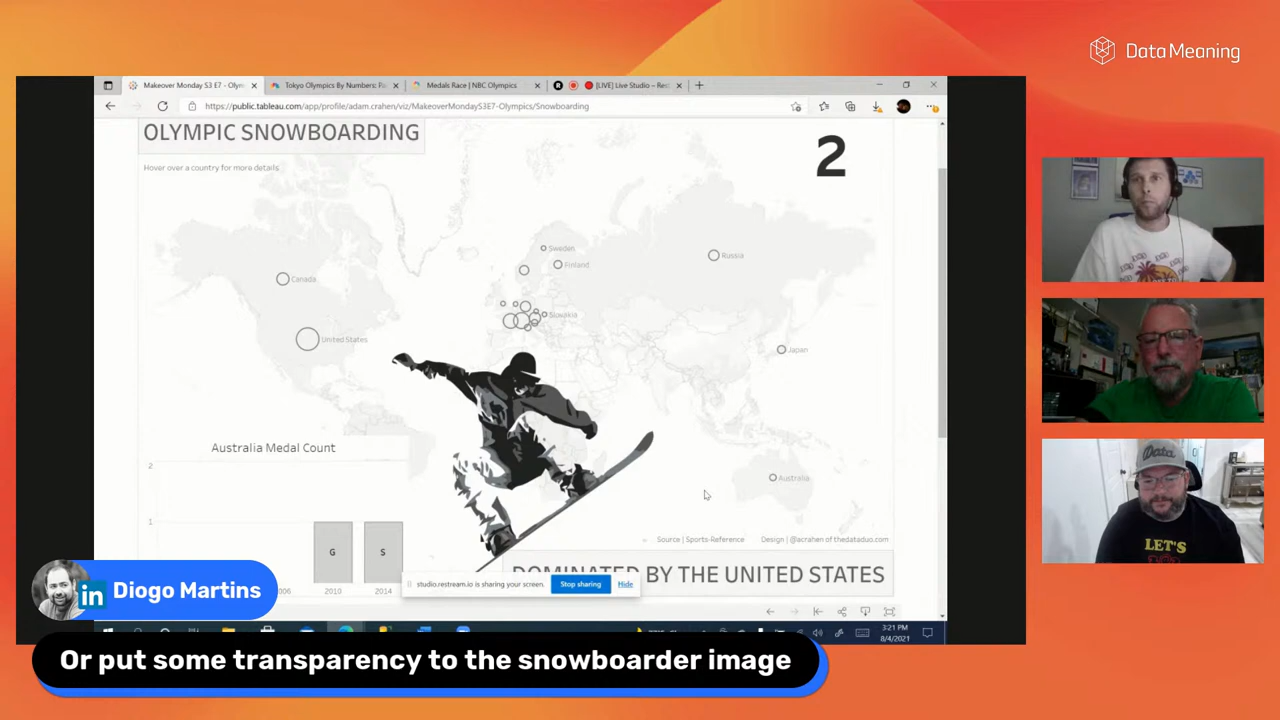 DataMeaning
Makeover Monday S3 E7 - Olym
Tokyo Olympics By Numbers: Pa
Medals Race | NBC Olympics
[LIVE] Live Studio – Res
https://public.tableau.com/app/profile/adam.crahen/viz/MakeoverMondayS3E7-Olympics/Snowboarding
OLYMPIC SNOWBOARDING
2
Hover over a country for more details
Sweden
Finland
Russia
Canada
Slovakia
United States
Japan
Australia Medal Count
2
Australia
1
G
S
Source | Sports-Reference
Design | @acrahen of thedataduo.com
DOMINATED BY THE UNITED STATES
studio.restream.io is sharing your screen.
Stop sharing
Hide
2010
2014
3:21 PM
8/4/2021
in
Diogo Martins
Or put some transparency to the snowboarder image
Data
LET'S